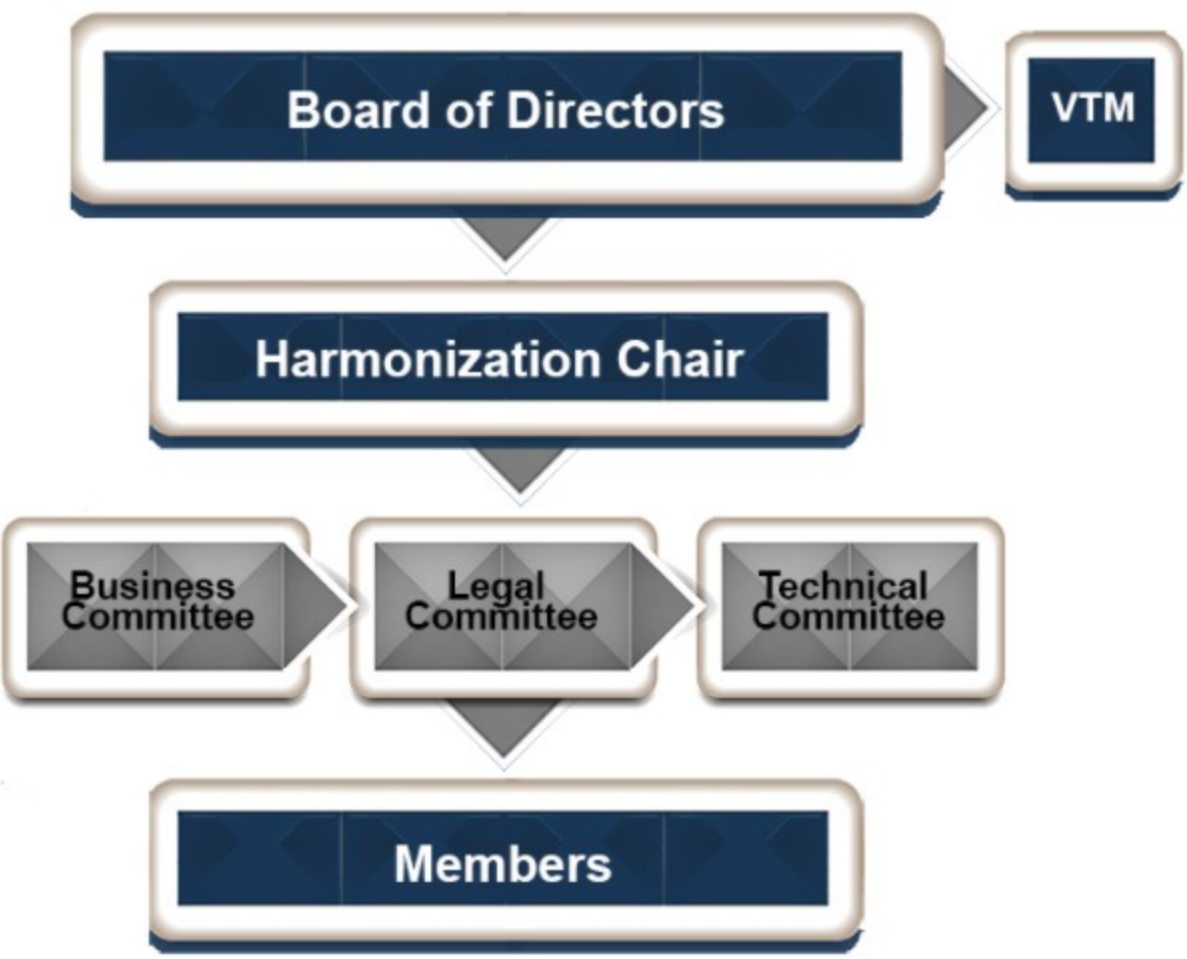 Board of Directors
VTM
Harmonization Chair
Business
Committee
Legal
Committee
Technical
Committee
Members